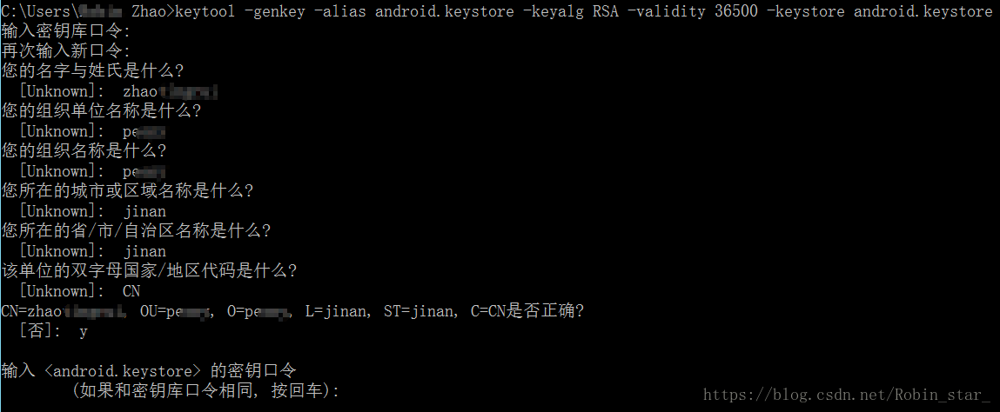 C:\Users\ Zhao>keytool -genkey -alias android.keystore -keyalg RSA -validity 36500 -keystore android.keystore
输入密钥库口令:
再次输入新口令:
您的名字与姓氏是什么?
[Unknown]: zhao
您的组织单位名称是什么?
[Unknown]: pe
您的组织名称是什么?
[Unknown]: pe
您所在的城市或区域名称是什么?
[Unknown]: jinan
您所在的省/市/自治区名称是什么?
[Unknown]: jinan
该单位的双字母国家/地区代码是什么?
[Unknown]: CN
CN=zhao, OU=pe, O=pe, L=jinan, ST=jinan, C=CN是否正确?
[否]: y
输入 <android.keystore> 的密钥口令
(如果和密钥库口令相同, 按回车):
https://blog.csdn.net/Robin_star_